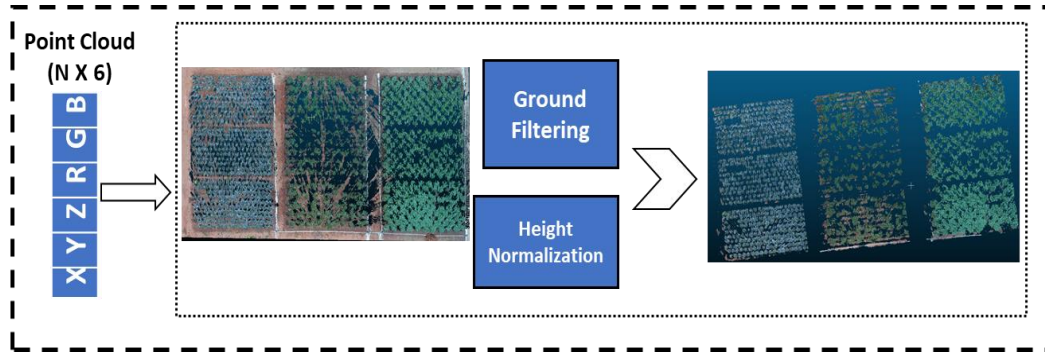 Point Cloud
(N X 6)
B
G
R
Z
Y
X
Ground
Filtering
Height
Normalization